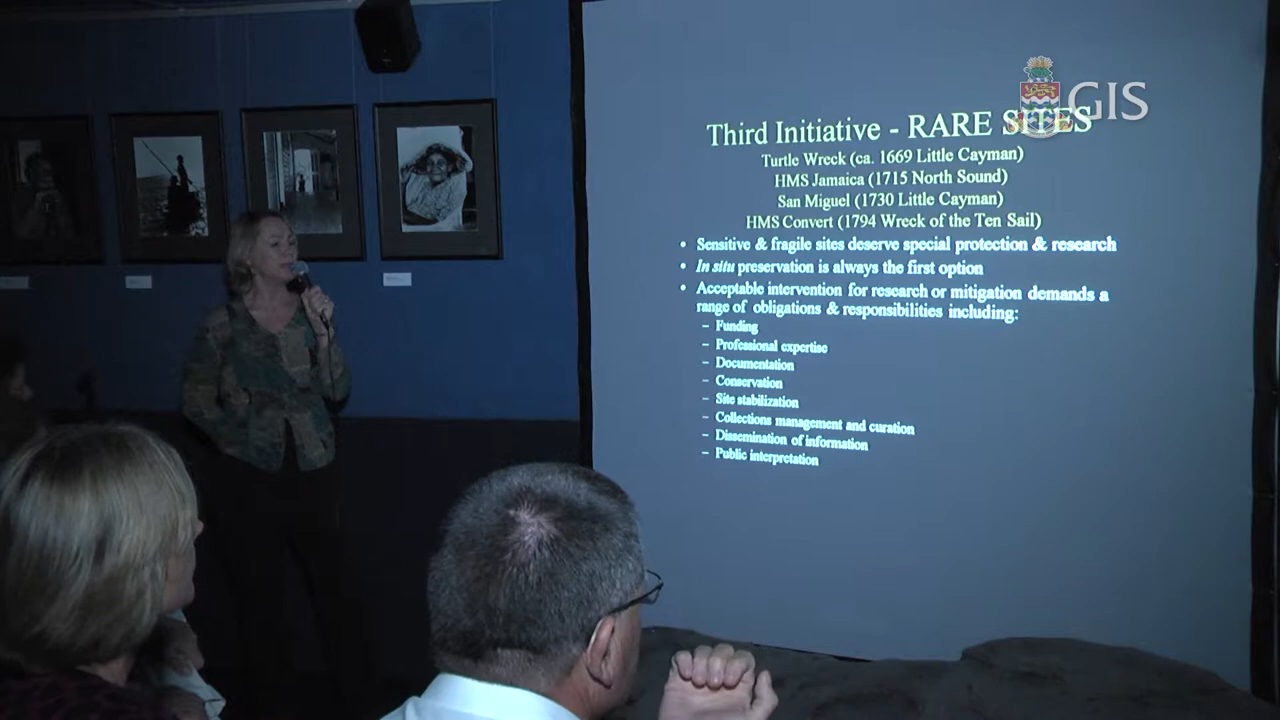 GIS
Third Initiative - RARE SITES
Turtle Wreck (ca. 1669 Little Cayman)
HMS Jamaica (1715 North Sound)
San Miguel (1730 Little Cayman)
HMS Convert (1794 Wreck of the Ten Sail)
• Sensitive & fragile sites deserve special protection & research
• In situ preservation is always the first option
• Acceptable intervention for research or mitigation demands a
range of obligations & responsibilities including:
– Funding
– Professional expertise
– Documentation
– Conservation
– Site stabilization
– Collections management and curation
– Dissemination of information
– Public interpretation